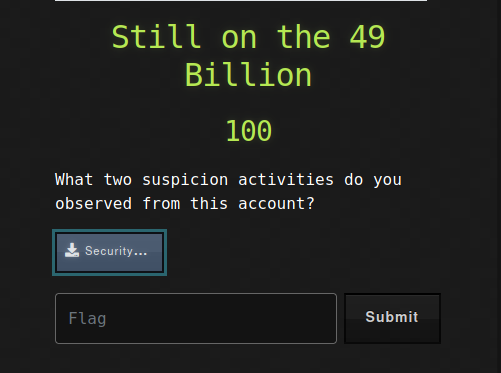 Still on the 49
Billion
100
What two suspicion activities do you
observed from this account?
Security...
Flag
Submit